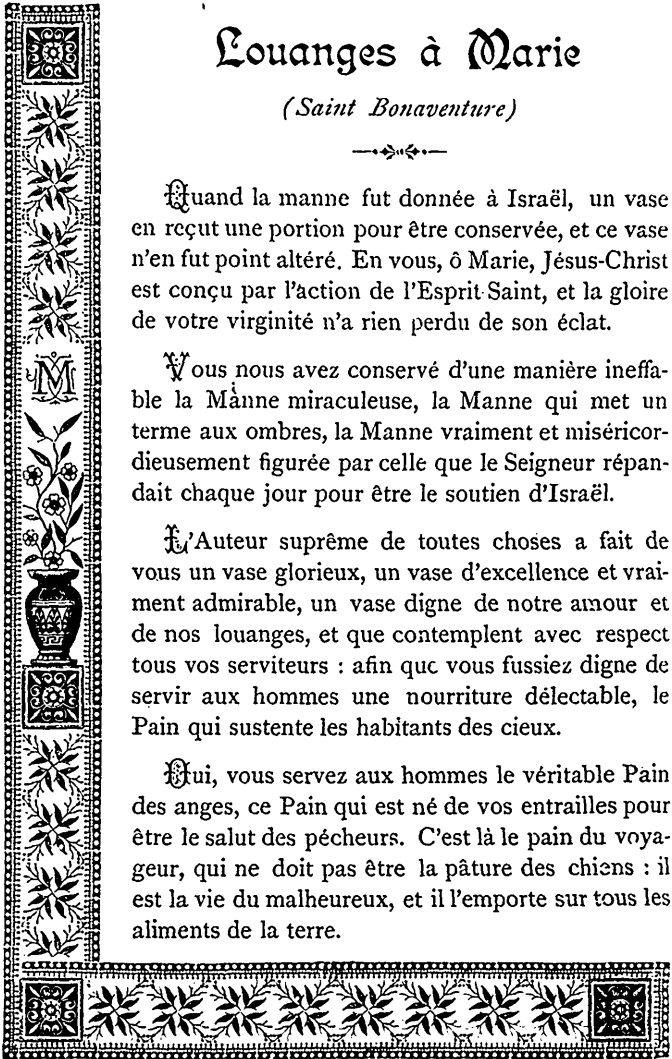 Louanges à Marie
(Saint Bonaventure)
Quand la manne fut donnée à Israël, un vase
en reçut une portion pour être conservée, et ce vase
n'en fut point altéré. En vous, ô Marie, Jésus-Christ
est conçu par l'action de l'Esprit-Saint, et la gloire
de votre virginité n'a rien perdu de son éclat.
Vous nous avez conservé d'une manière ineffa-
ble la Manne miraculeuse, la Manne qui met un
terme aux ombres, la Manne vraiment et miséricor-
dieusement figurée par celle que le Seigneur répan-
dait chaque jour pour être le soutien d'Israël.
L'Auteur suprême de toutes choses a fait de
vous un vase glorieux, un vase d'excellence et vrai-
ment admirable, un vase digne de notre amour et
de nos louanges, et que contemplent avec respect
tous vos serviteurs : afin que vous fussiez digne de
servir aux hommes une nourriture délectable, le
Pain qui sustente les habitants des cieux.
Oui, vous servez aux hommes le véritable Pain
des anges, ce Pain qui est né de vos entrailles pour
être le salut des pécheurs. C'est là le pain du voya-
geur, qui ne doit pas être la pâture des chiens : il
est la vie du malheureux, et il l'emporte sur tous les
aliments de la terre.